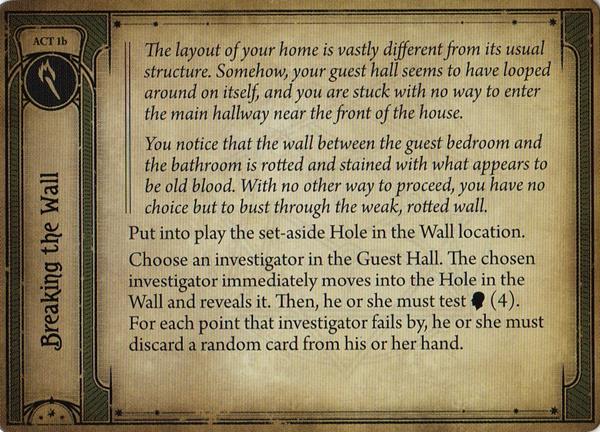 ACT 1b
Breaking the Wall
The layout of your home is vastly different from its usual
structure. Somehow, your guest hall seems to have looped
around on itself, and you are stuck with no way to enter
the main hallway near the front of the house.
You notice that the wall between the guest bedroom and
the bathroom is rotted and stained with what appears to
be old blood. With no other way to proceed, you have no
choice but to bust through the weak, rotted wall.
Put into play the set-aside Hole in the Wall location.
Choose an investigator in the Guest Hall. The chosen
investigator immediately moves into the Hole in the
Wall and reveals it. Then, he or she must test (4).
For each point that investigator fails by, he or she must
discard a random card from his or her hand.